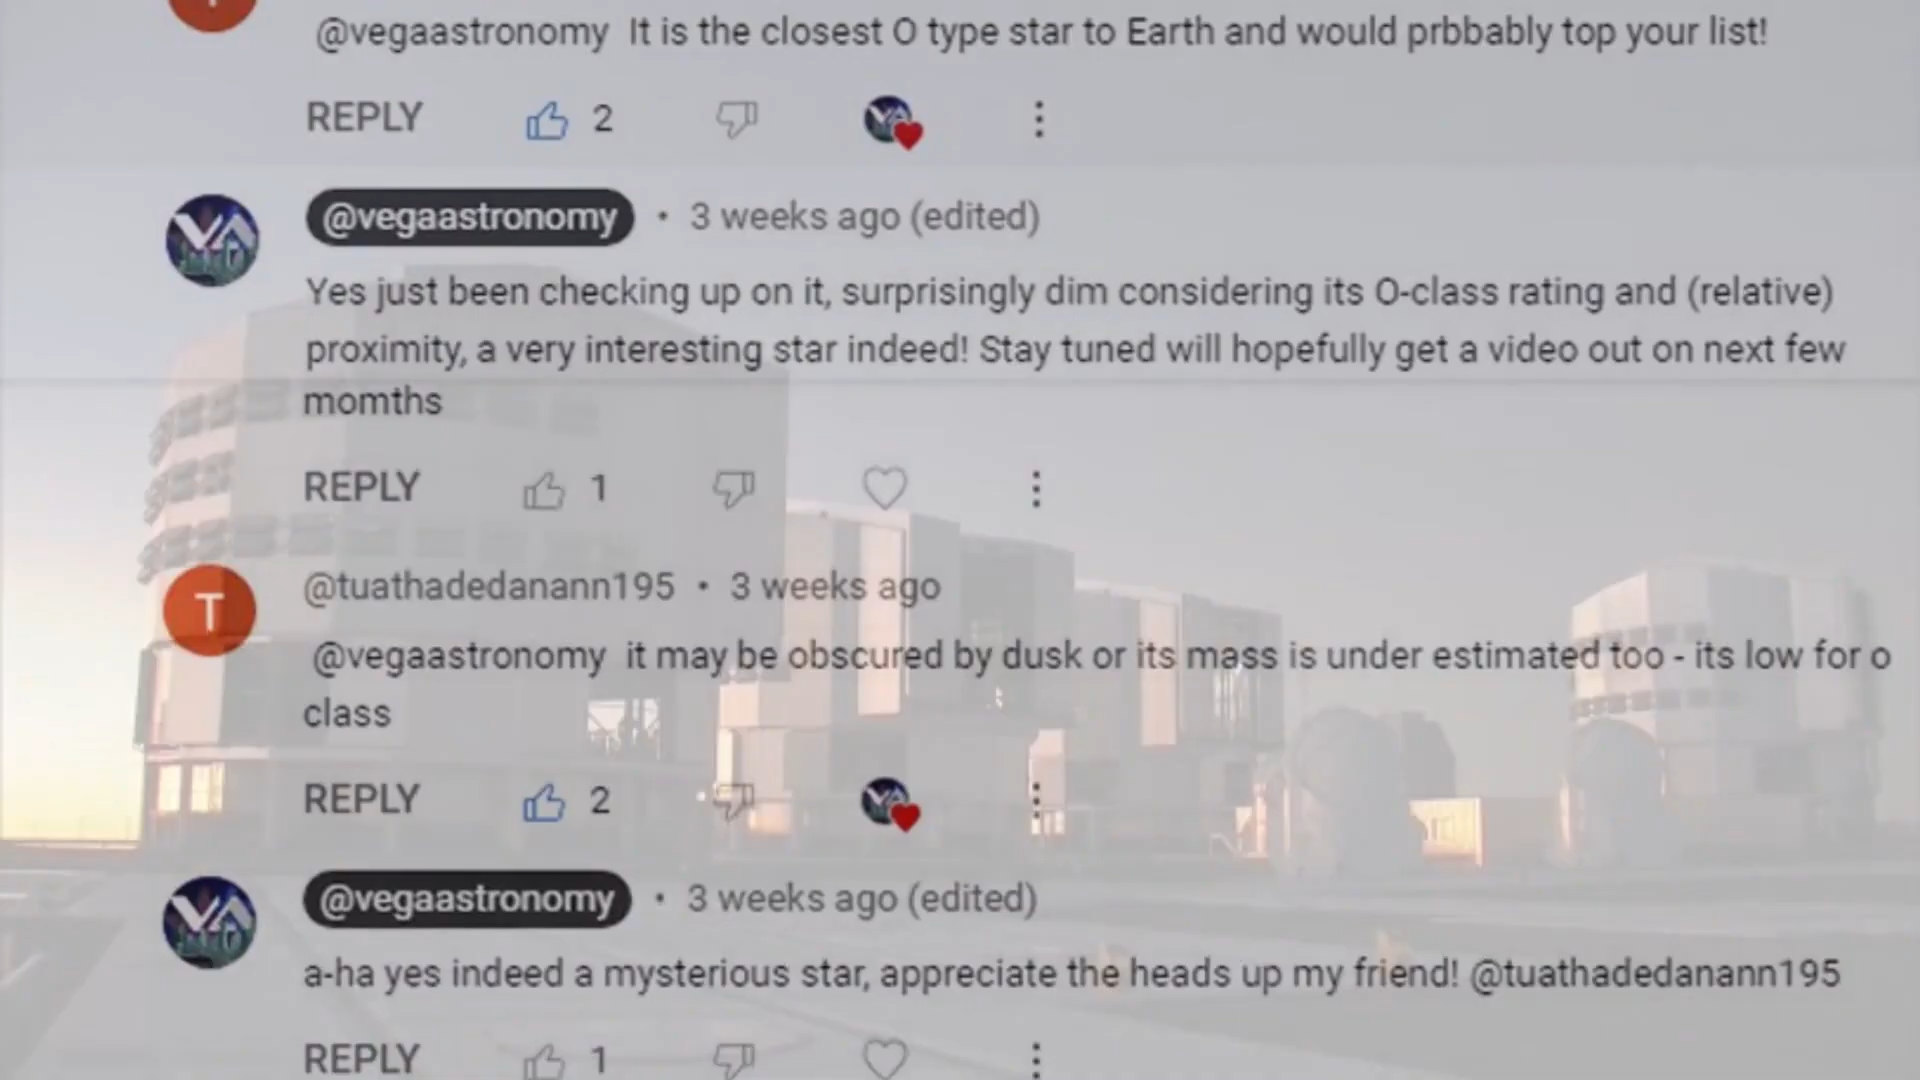 @vegaastronomy It is the closest O type star to Earth and would prbbably top your list!
REPLY 2
@vegaastronomy • 3 weeks ago (edited)
Yes just been checking up on it, surprisingly dim considering its O-class rating and (relative)
proximity, a very interesting star indeed! Stay tuned will hopefully get a video out on next few
momths
REPLY 1
T
@tuathadedanann195 • 3 weeks ago
@vegaastronomy it may be obscured by dusk or its mass is under estimated too - its low for o
class
REPLY 2
@vegaastronomy • 3 weeks ago (edited)
a-ha yes indeed a mysterious star, appreciate the heads up my friend! @tuathadedanann195
REPLY 1